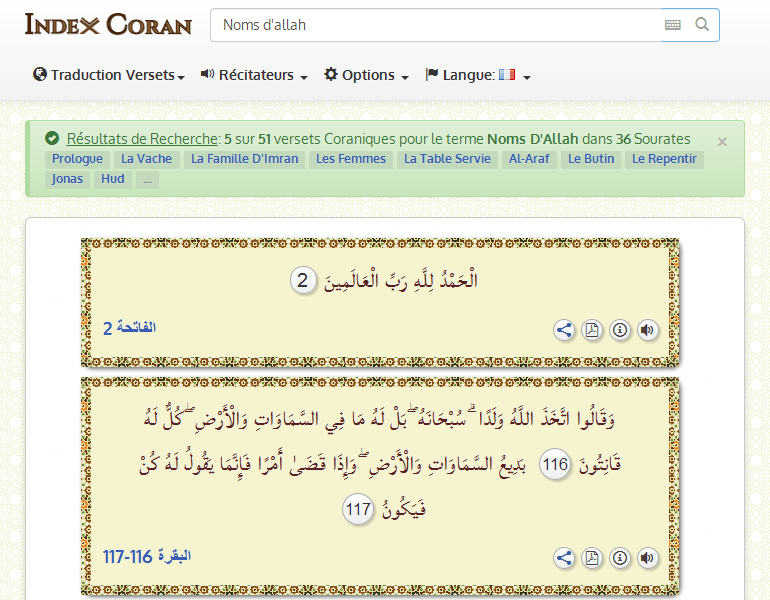 Index Coran
Noms d'allah
Traduction Versets Récitateurs Options Langue:
Résultats de Recherche: 5 sur 51 versets Coraniques pour le terme Noms D'Allah dans 36 Sourates ×
Prologue La Vache La Famille D'Imran Les Femmes La Table Servie Al-Araf Le Butin Le Repentir
Jonas Hud ...
الْحَمْدُ لِلَّهِ رَبِّ الْعَالَمِينَ 2
الفاتحة 2
وَقَالُوا اتَّخَذَ اللَّهُ وَلَدًا ۗ سُبْحَانَهُ ۖ بَلْ لَهُ مَا فِي السَّمَاوَاتِ وَالْأَرْضِ ۖ كُلٌّ لَهُ
قَانِتُونَ 116 بَدِيعُ السَّمَاوَاتِ وَالْأَرْضِ ۖ وَإِذَا قَضَىٰ أَمْرًا فَإِنَّمَا يَقُولُ لَهُ كُنْ
فَيَكُونُ 117
البقرة 116-117